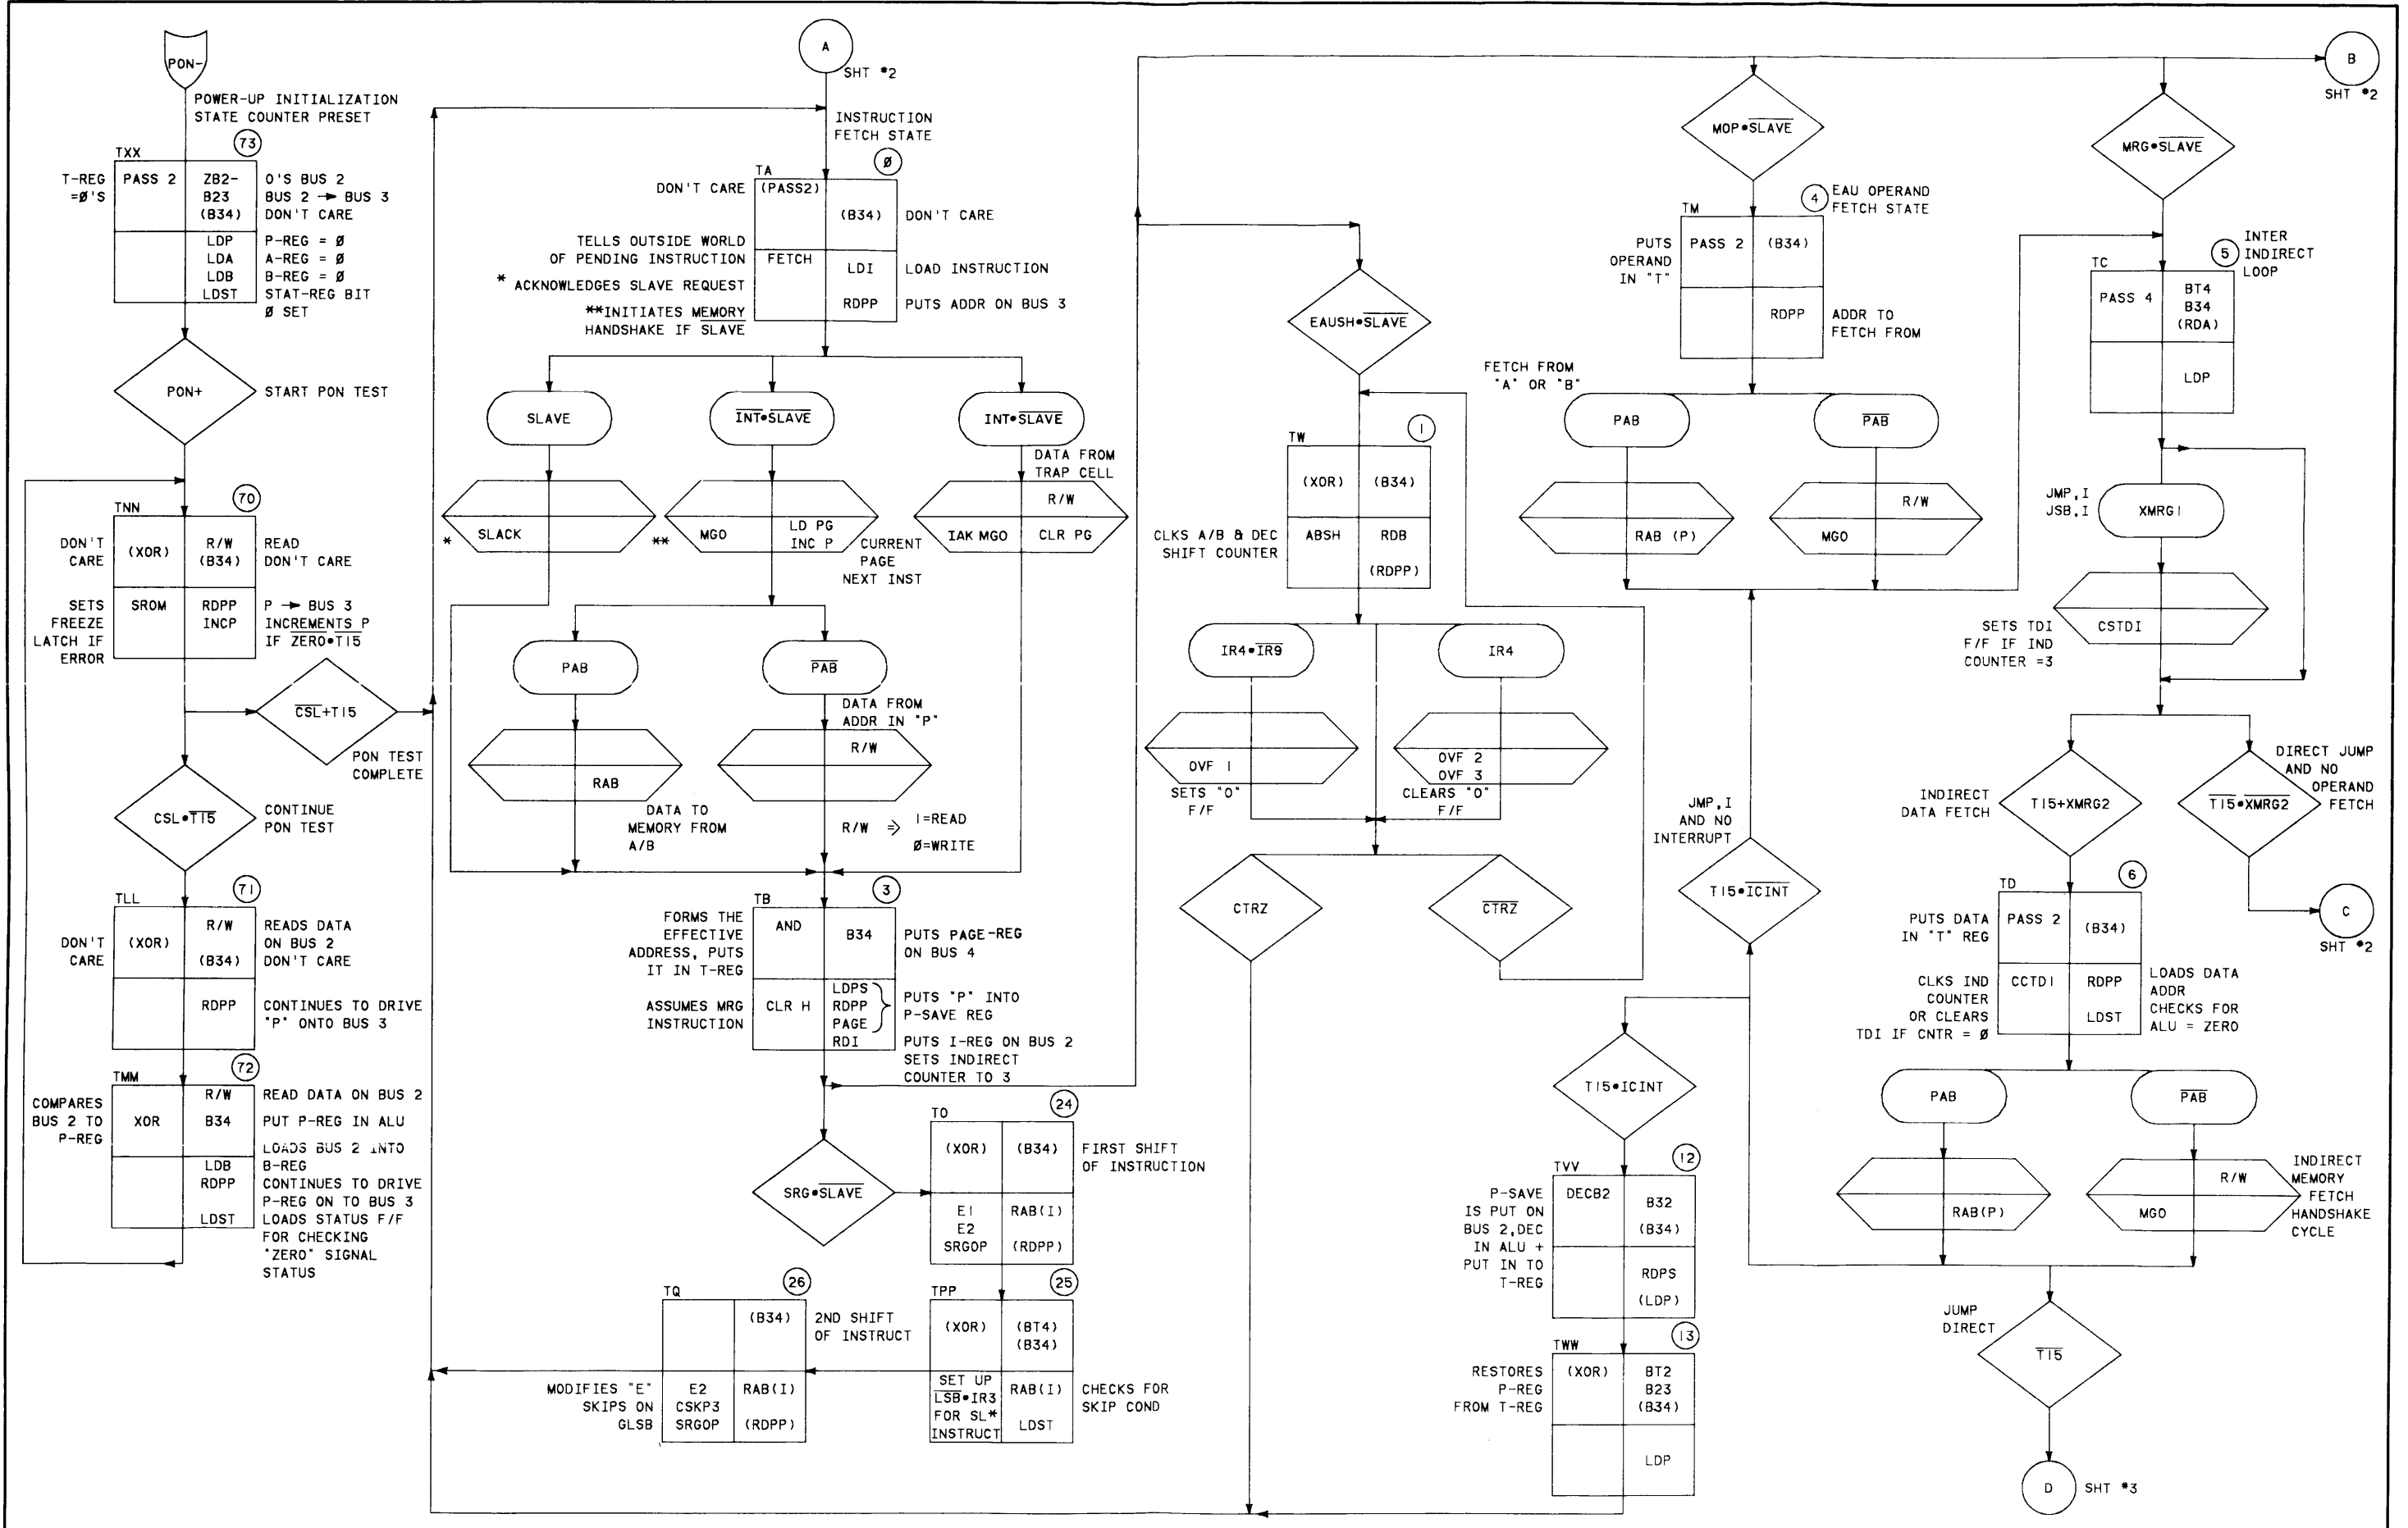 PON-
POWER-UP INITIALIZATION
STATE COUNTER PRESET
73
TXX
T-REG
=Ø'S
PASS 2
ZB2-
B23
(B34)
O'S BUS 2
BUS 2 → BUS 3
DON'T CARE
LDP
LDA
LDB
LDST
P-REG = Ø
A-REG = Ø
B-REG = Ø
STAT-REG BIT
Ø SET
PON+
START PON TEST
70
TNN
DON'T
CARE
(XOR)
R/W
(B34)
READ
DON'T CARE
SETS
FREEZE
LATCH IF
ERROR
SROM
RDPP
INCP
P → BUS 3
INCREMENTS P
IF Z̅E̅R̅O̅•T̅1̅5̅
C̅S̅L̅+T15
PON TEST
COMPLETE
CSL•T̅1̅5̅
CONTINUE
PON TEST
71
TLL
DON'T
CARE
(XOR)
R/W
(B34)
READS DATA
ON BUS 2
DON'T CARE
RDPP
CONTINUES TO DRIVE
"P" ONTO BUS 3
72
TMM
COMPARES
BUS 2 TO
P-REG
XOR
R/W
B34
READ DATA ON BUS 2
PUT P-REG IN ALU
LDB
RDPP
LDST
LOADS BUS 2 INTO
B-REG
CONTINUES TO DRIVE
P-REG ON TO BUS 3
LOADS STATUS F/F
FOR CHECKING
"ZERO" SIGNAL
STATUS
A
SHT #2
INSTRUCTION
FETCH STATE
Ø
TA
DON'T CARE
(PASS2)
(B34)
DON'T CARE
TELLS OUTSIDE WORLD
OF PENDING INSTRUCTION
* ACKNOWLEDGES SLAVE REQUEST
**INITIATES MEMORY
HANDSHAKE IF S̅L̅A̅V̅E̅
FETCH
LDI
RDPP
LOAD INSTRUCTION
PUTS ADDR ON BUS 3
SLAVE
I̅N̅T̅•S̅L̅A̅V̅E̅
INT•S̅L̅A̅V̅E̅
DATA FROM
TRAP CELL
*
SLACK
**
MGO
LD PG
INC P
CURRENT
PAGE
NEXT INST
R/W
IAK MGO
CLR PG
PAB
P̅A̅B̅
DATA FROM
ADDR IN "P"
RAB
R/W
DATA TO
MEMORY FROM
A/B
R/W ⇒ 1=READ
Ø=WRITE
3
TB
FORMS THE
EFFECTIVE
ADDRESS, PUTS
IT IN T-REG
AND
B34
PUTS PAGE-REG
ON BUS 4
ASSUMES MRG
INSTRUCTION
CLR H
LDPS
RDPP
PAGE
RDI
PUTS "P" INTO
P-SAVE REG
PUTS I-REG ON BUS 2
SETS INDIRECT
COUNTER TO 3
SRG•S̅L̅A̅V̅E̅
24
TO
(XOR)
(B34)
FIRST SHIFT
OF INSTRUCTION
E1
E2
SRGOP
RAB(I)
(RDPP)
25
TPP
(XOR)
(BT4)
(B34)
SET UP
L̅S̅B̅•IR3
FOR SL*
INSTRUCT
RAB(I)
LDST
CHECKS FOR
SKIP COND
26
TQ
(B34)
2ND SHIFT
OF INSTRUCT
MODIFIES "E"
SKIPS ON
GLSB
E2
CSKP3
SRGOP
RAB(I)
(RDPP)
EAUSH•S̅L̅A̅V̅E̅
1
TW
(XOR)
(B34)
CLKS A/B & DEC
SHIFT COUNTER
ABSH
RDB
(RDPP)
IR4•I̅R̅9̅
IR4
OVF 1
SETS "O"
F/F
OVF 2
OVF 3
CLEARS "O"
F/F
CTRZ
C̅T̅R̅Z̅
MOP•S̅L̅A̅V̅E̅
4
EAU OPERAND
FETCH STATE
TM
PUTS
OPERAND
IN "T"
PASS 2
(B34)
RDPP
ADDR TO
FETCH FROM
FETCH FROM
"A" OR "B"
PAB
P̅A̅B̅
RAB (P)
R/W
MGO
JMP,I
AND NO
INTERRUPT
T15•I̅C̅I̅N̅T̅
T15•ICINT
12
TVV
P-SAVE
IS PUT ON
BUS 2,DEC
IN ALU +
PUT IN TO
T-REG
DECB2
B32
(B34)
RDPS
(LDP)
13
TWW
RESTORES
P-REG
FROM T-REG
(XOR)
BT2
B23
(B34)
LDP
B
SHT #2
MRG•S̅L̅A̅V̅E̅
5
INTER
INDIRECT
LOOP
TC
PASS 4
BT4
B34
(RDA)
LDP
JMP,I
JSB,I
XMRG1
SETS TDI
F/F IF IND
COUNTER =3
CSTDI
INDIRECT
DATA FETCH
T15+XMRG2
T̅1̅5̅•X̅M̅R̅G̅2̅
DIRECT JUMP
AND NO
OPERAND
FETCH
C
SHT #2
6
TD
PUTS DATA
IN "T" REG
PASS 2
(B34)
CLKS IND
COUNTER
OR CLEARS
TDI IF CNTR = Ø
CCTDI
RDPP
LDST
LOADS DATA
ADDR
CHECKS FOR
ALU = ZERO
PAB
P̅A̅B̅
RAB(P)
R/W
MGO
INDIRECT
MEMORY
FETCH
HANDSHAKE
CYCLE
JUMP
DIRECT
T̅1̅5̅
D
SHT #3